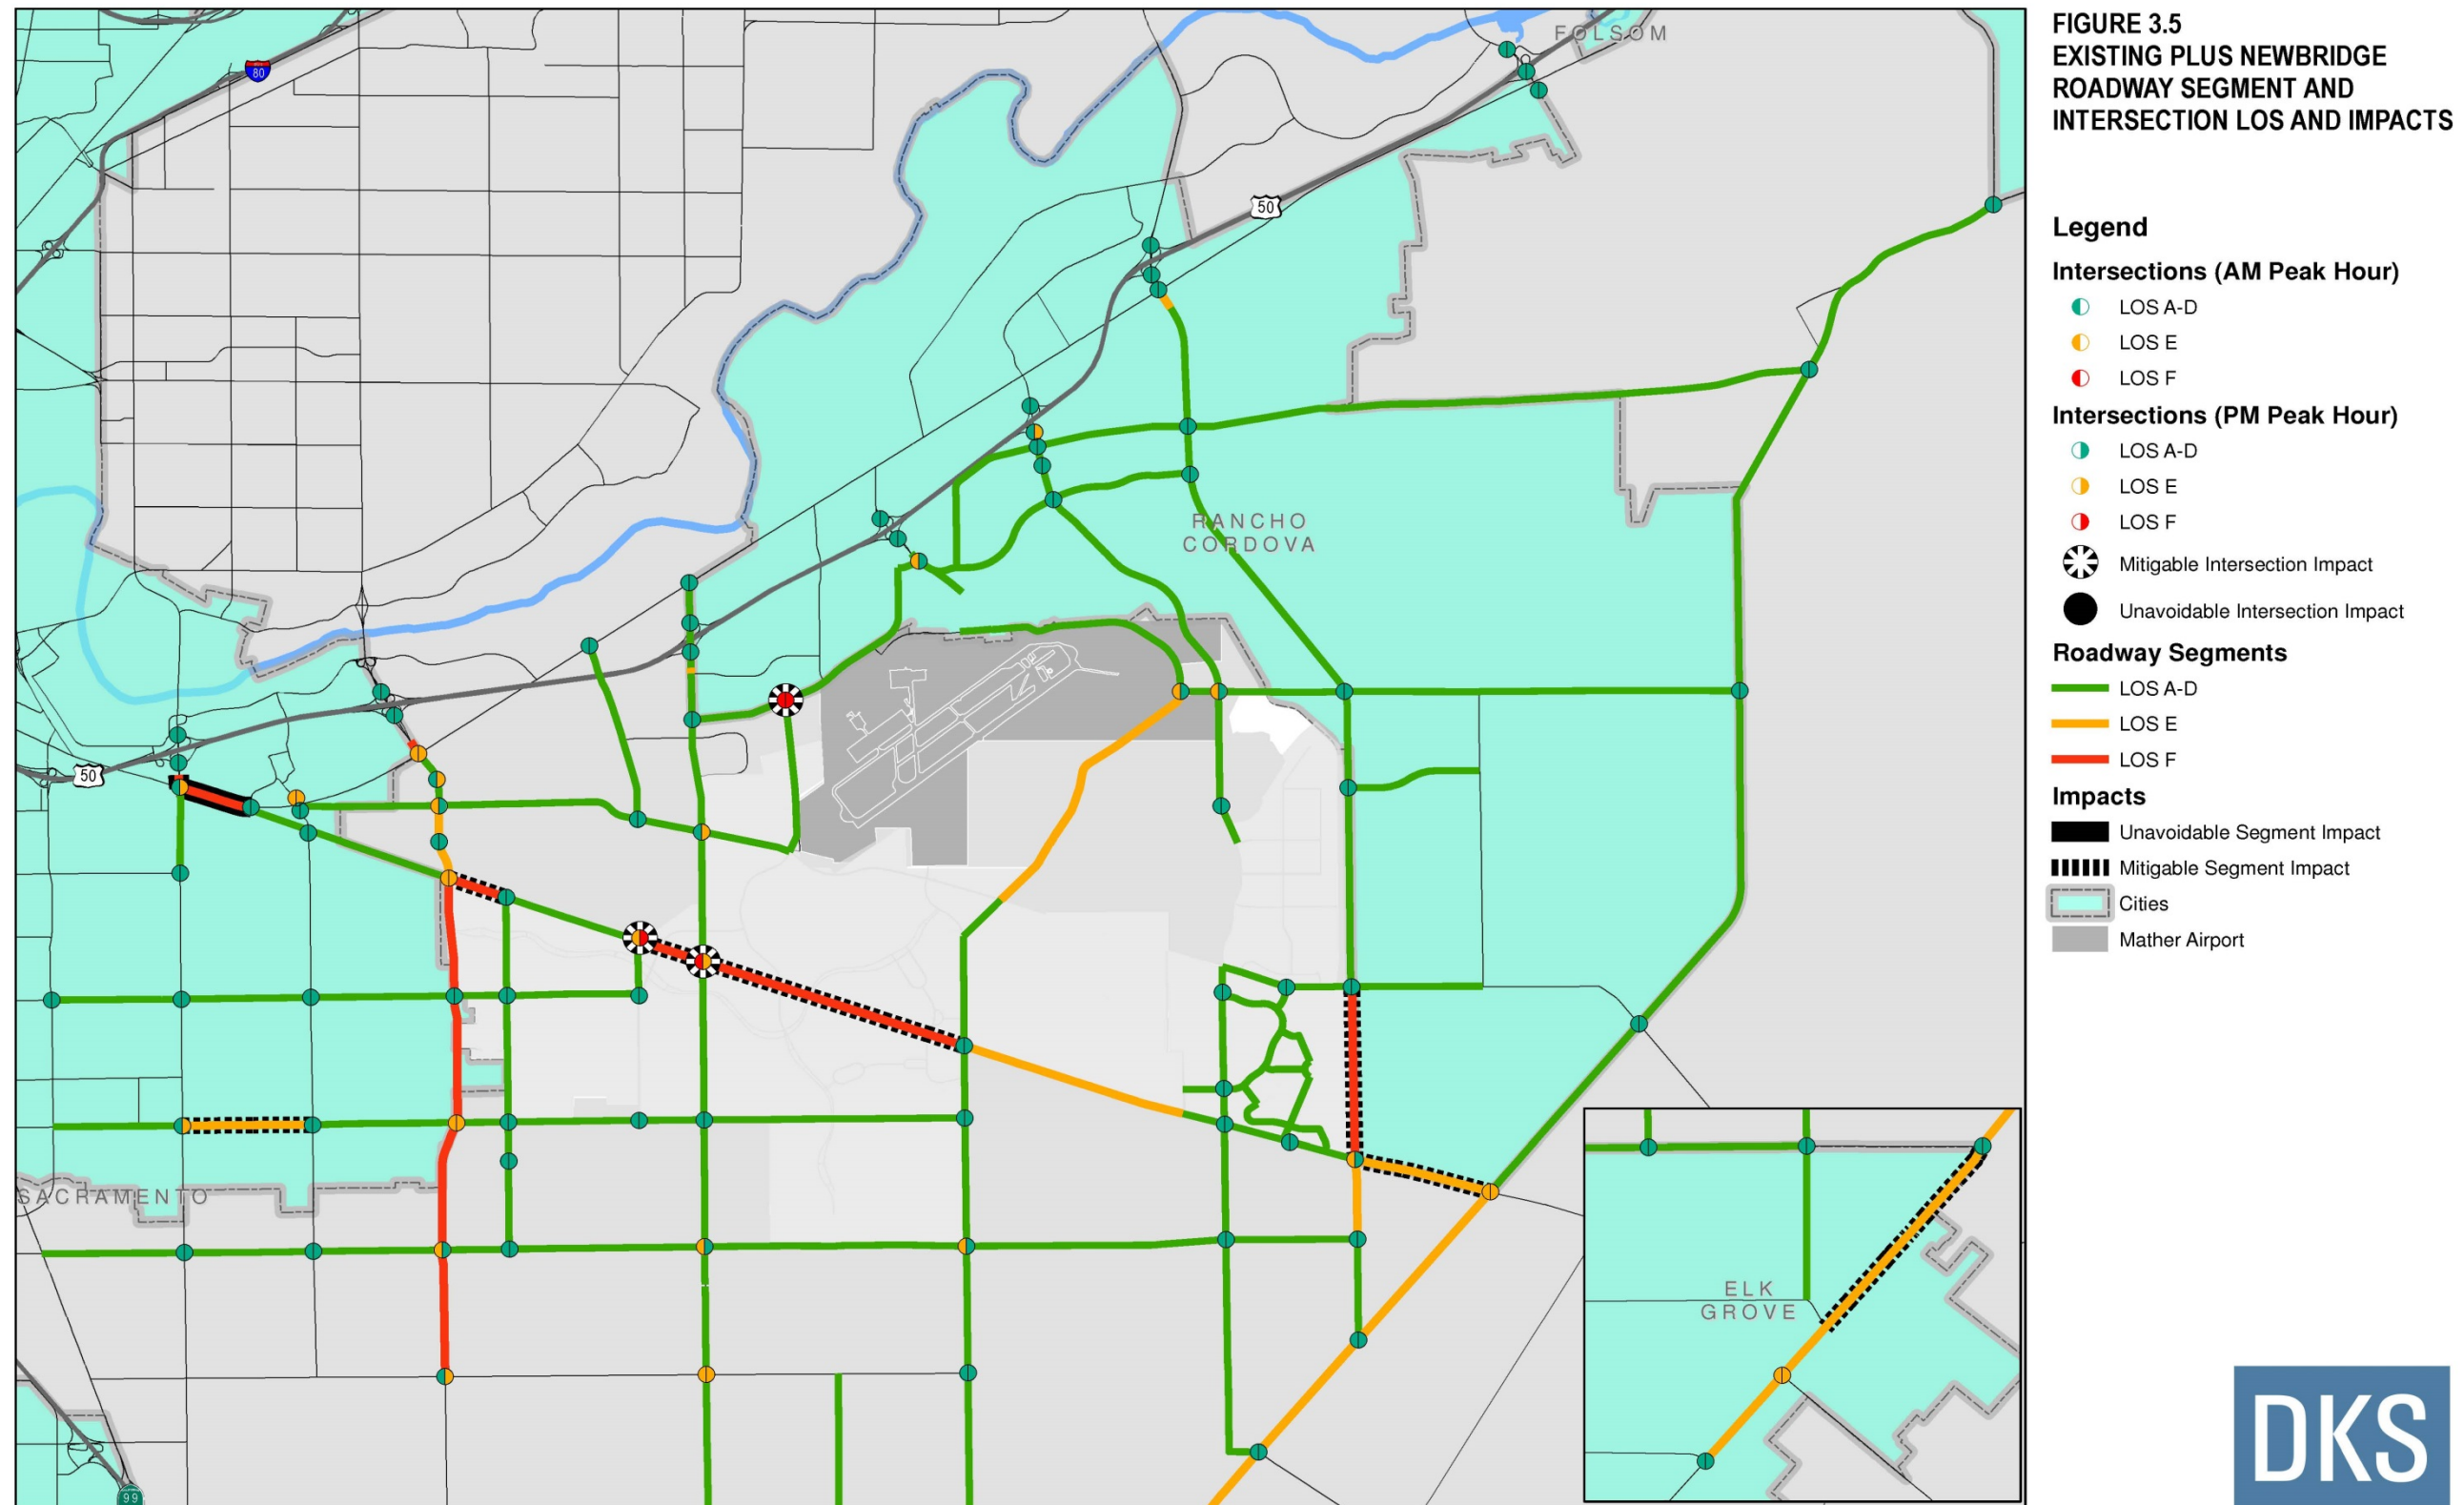 FIGURE 3.5
EXISTING PLUS NEWBRIDGE
ROADWAY SEGMENT AND
INTERSECTION LOS AND IMPACTS
Legend
Intersections (AM Peak Hour)
LOS A-D
LOS E
LOS F
Intersections (PM Peak Hour)
LOS A-D
LOS E
LOS F
Mitigable Intersection Impact
Unavoidable Intersection Impact
Roadway Segments
LOS A-D
LOS E
LOS F
Impacts
Unavoidable Segment Impact
Mitigable Segment Impact
Cities
Mather Airport
FOLSOM
80
50
RANCHO
CORDOVA
50
SACRAMENTO
ELK
GROVE
99
DKS